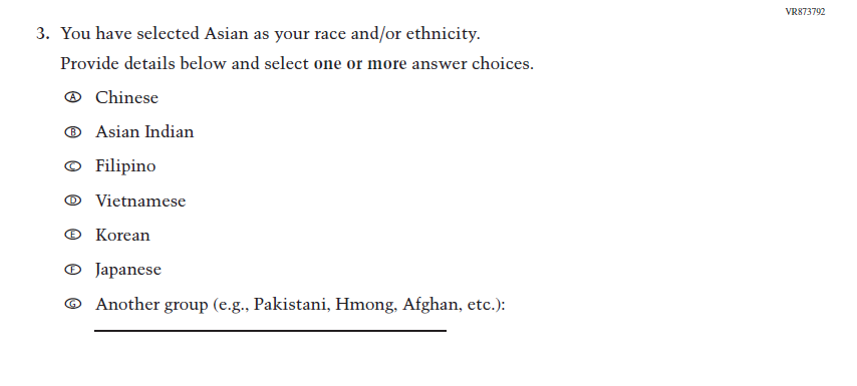 VR873792
3. You have selected Asian as your race and/or ethnicity.
Provide details below and select one or more answer choices.
A Chinese
B Asian Indian
C Filipino
D Vietnamese
E Korean
F Japanese
G Another group (e.g., Pakistani, Hmong, Afghan, etc.):